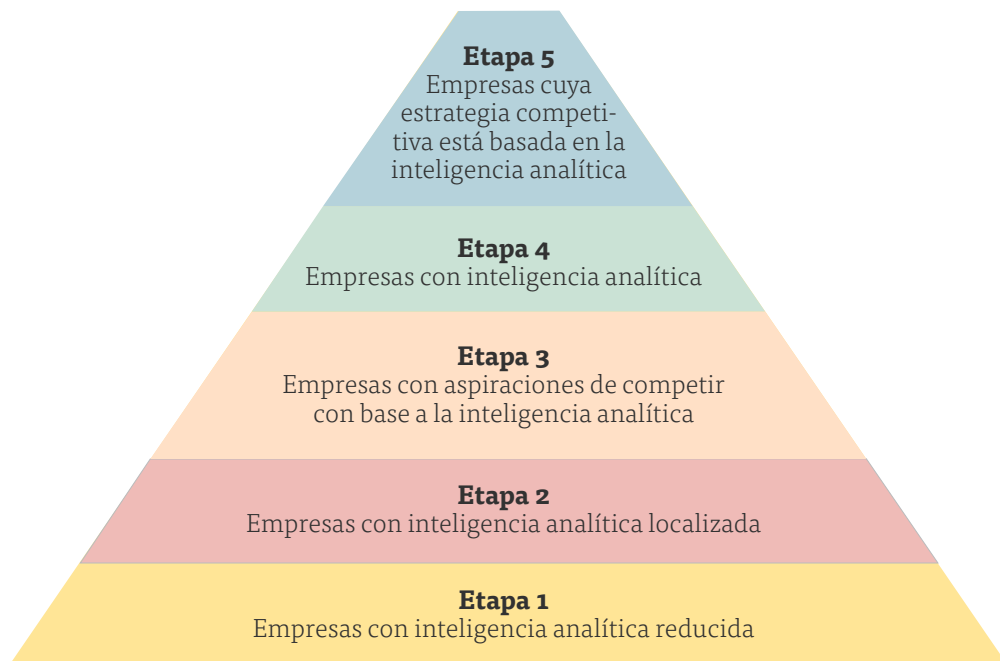 Etapa 5
Empresas cuya
estrategia competi-
tiva está basada en la
inteligencia analítica
Etapa 4
Empresas con inteligencia analítica
Etapa 3
Empresas con aspiraciones de competir
con base a la inteligencia analítica
Etapa 2
Empresas con inteligencia analítica localizada
Etapa 1
Empresas con inteligencia analítica reducida